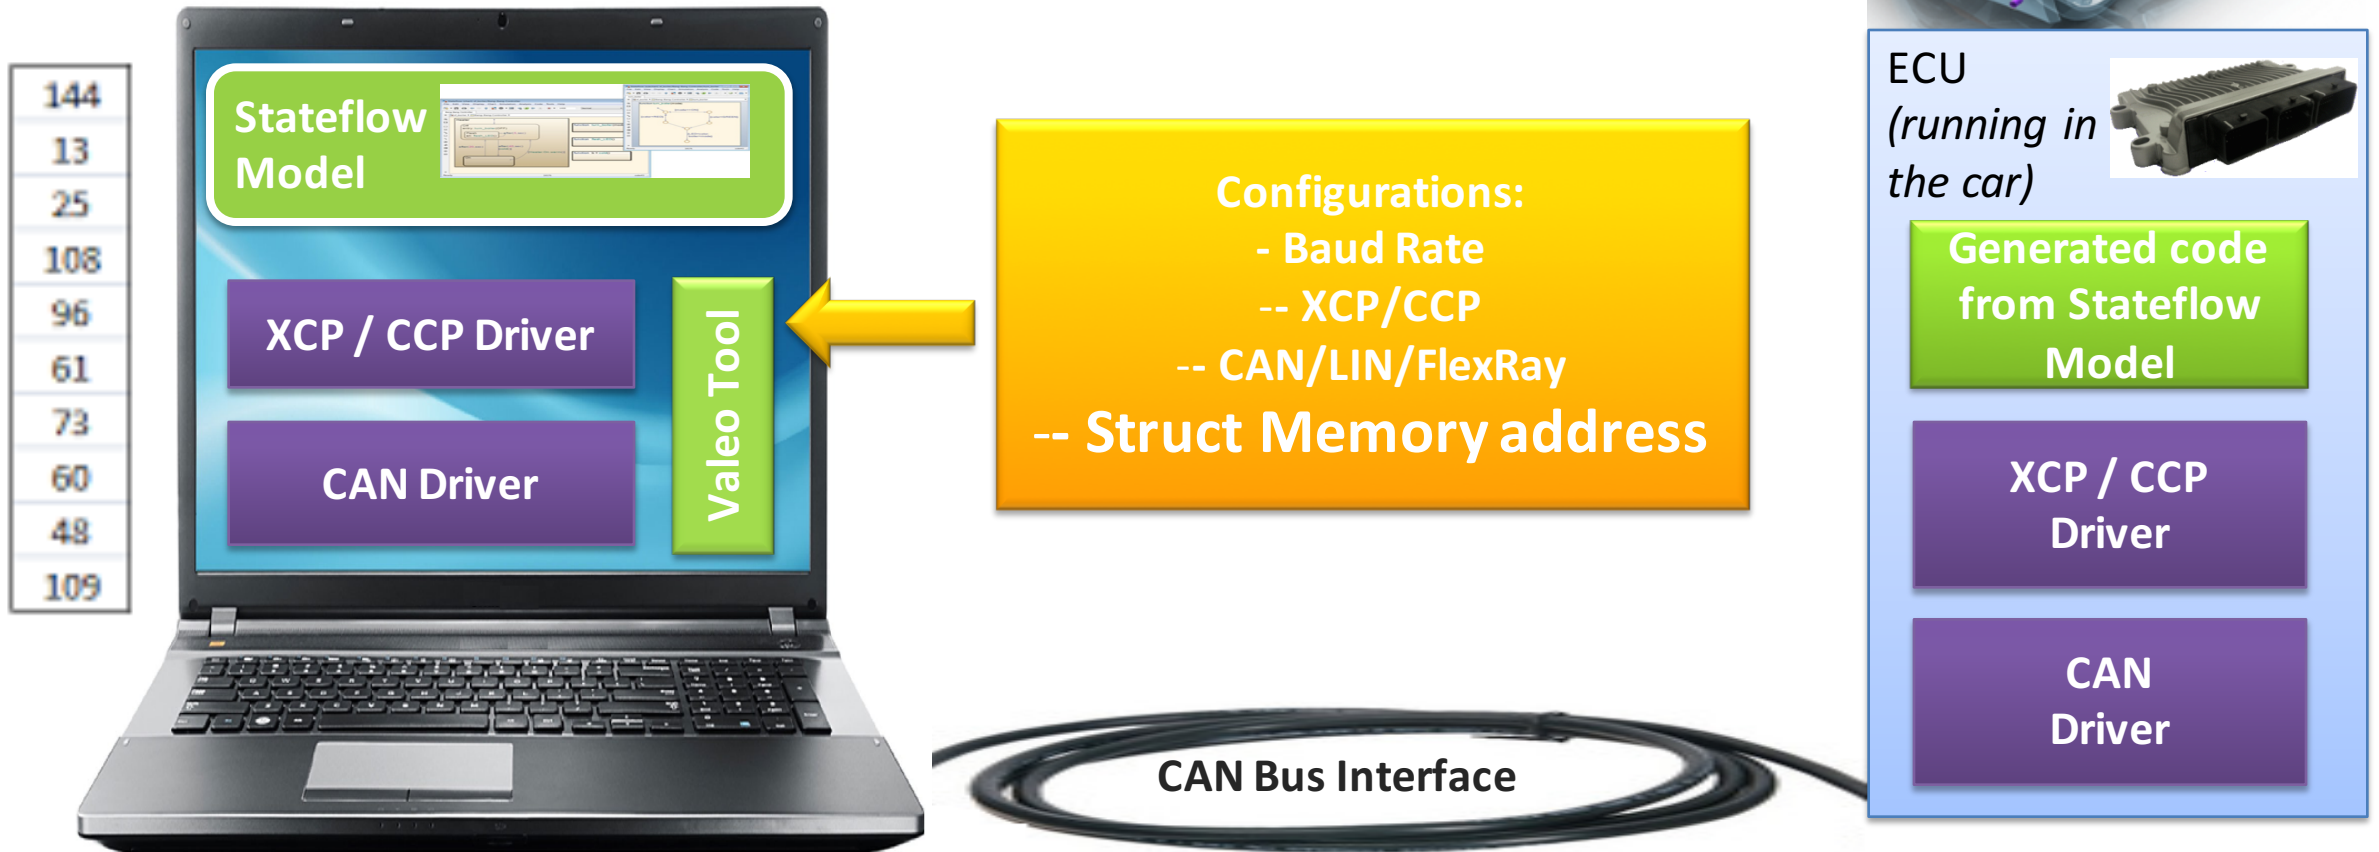 144
13
25
108
96
61
73
60
48
109
Stateflow
Model
XCP / CCP Driver
CAN Driver
Valeo Tool
Configurations:
- Baud Rate
-- XCP/CCP
-- CAN/LIN/FlexRay
-- Struct Memory address
CAN Bus Interface
ECU
(running in
the car)
Generated code
from Stateflow
Model
XCP / CCP
Driver
CAN
Driver